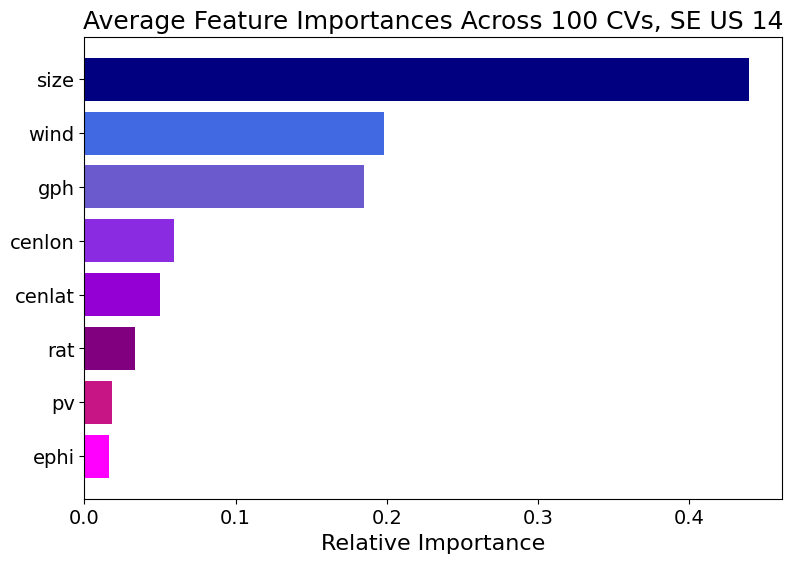 Average Feature Importances Across 100 CVs, SE US 14
size
wind
gph
cenlon
cenlat
rat
pv
ephi
0.0 0.1 0.2 0.3 0.4
Relative Importance